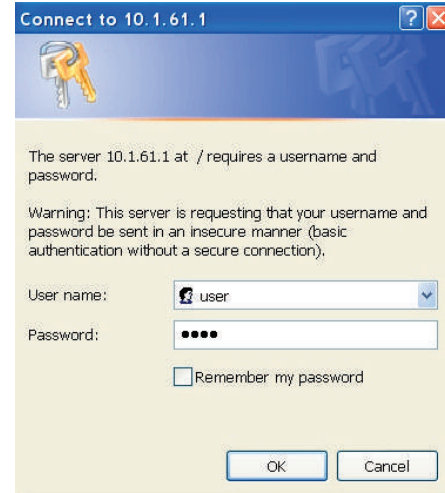 Connect to 10.1.61.1
The server 10.1.61.1 at / requires a username and
password.
Warning: This server is requesting that your username and
password be sent in an insecure manner (basic
authentication without a secure connection).
User name: user
Password: ••••
Remember my password
OK Cancel